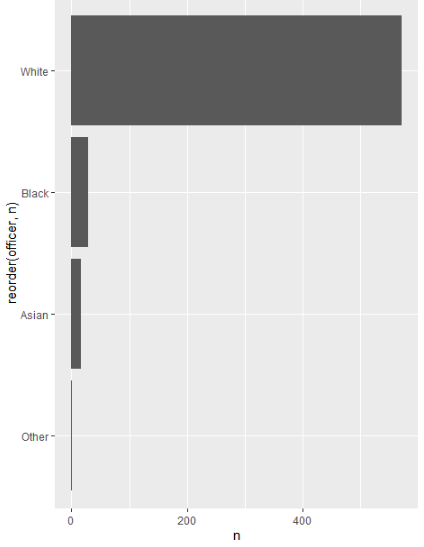 White
Black
Asian
Other
reorder(officer, n)
0 200 400
n